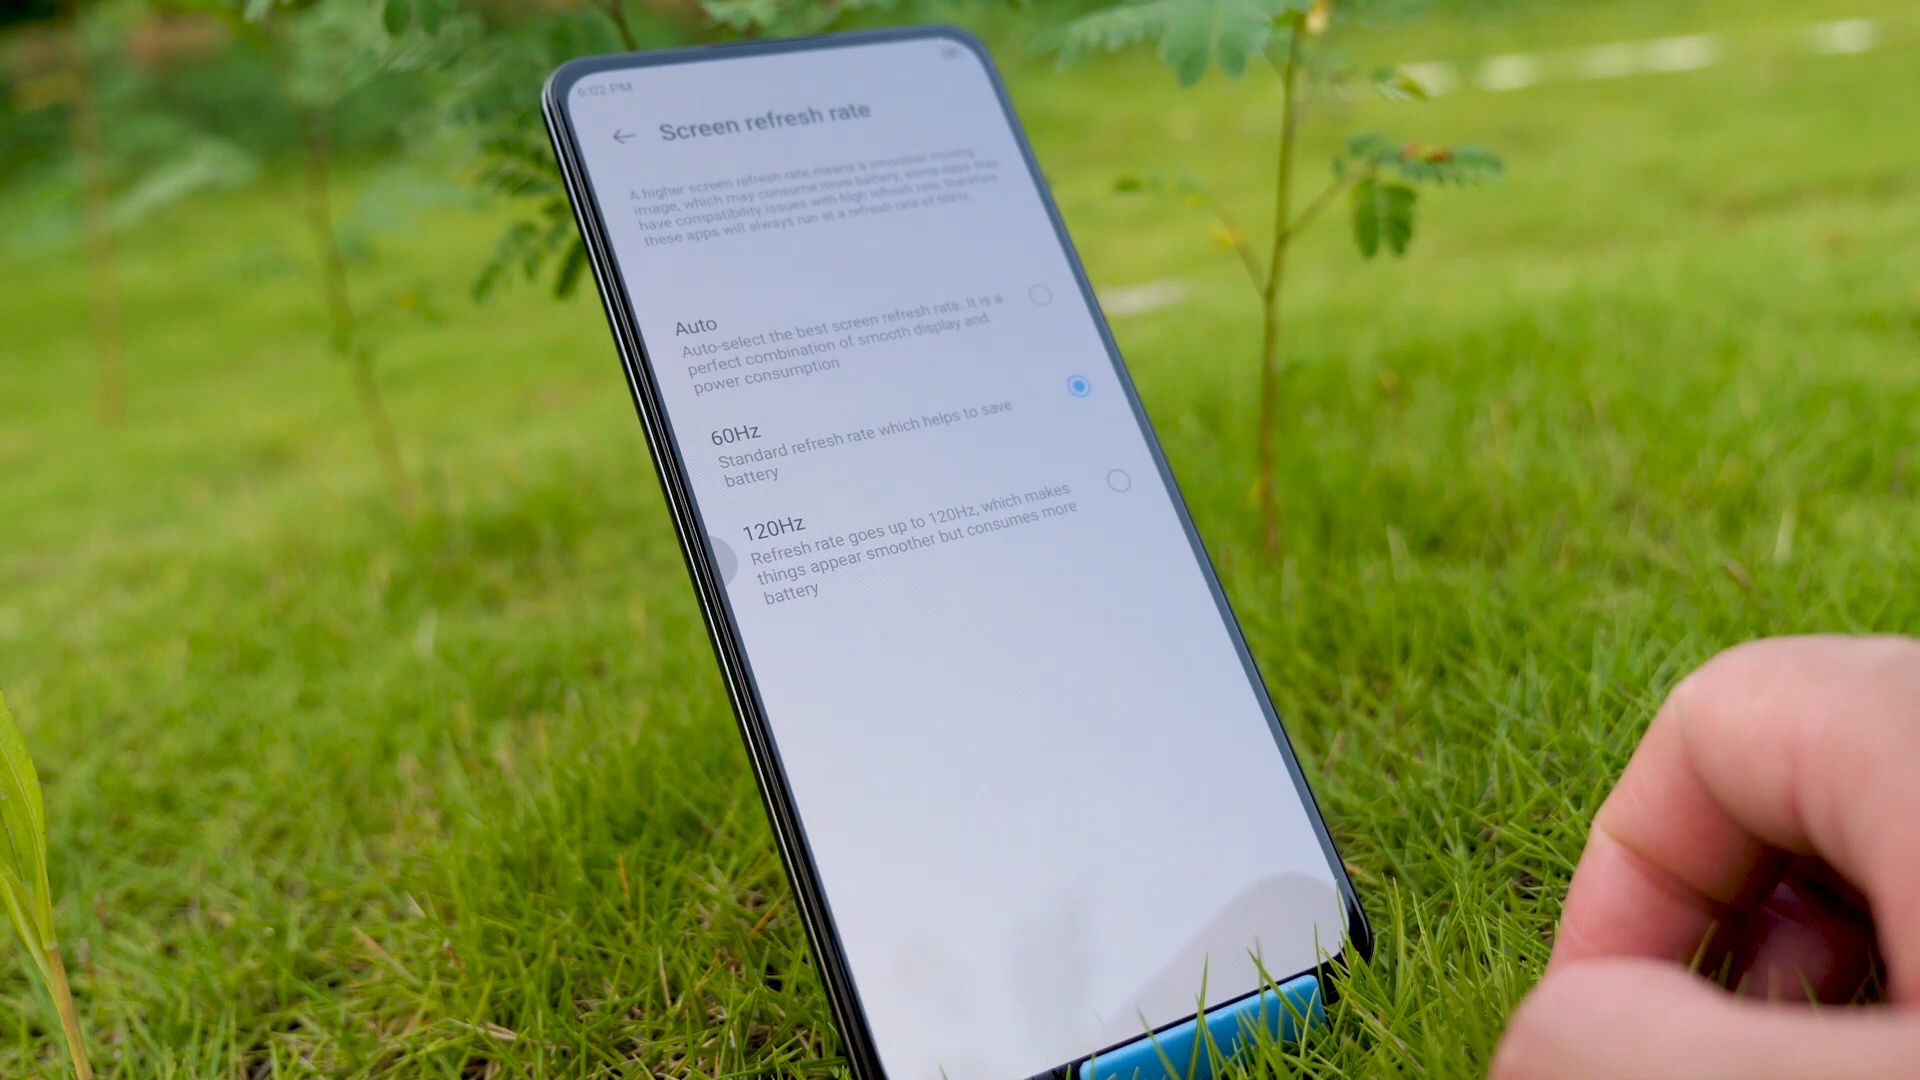 6:02 PM
Screen refresh rate
A higher screen refresh rate means a smoother moving
image, which may consume more battery, some apps may
have compatibility issues with high refresh rate, therefore
these apps will always run at a refresh rate of 60Hz.
Auto
Auto-select the best screen refresh rate. It is a
perfect combination of smooth display and
power consumption
60Hz
Standard refresh rate which helps to save
battery
120Hz
Refresh rate goes up to 120Hz, which makes
things appear smoother but consumes more
battery